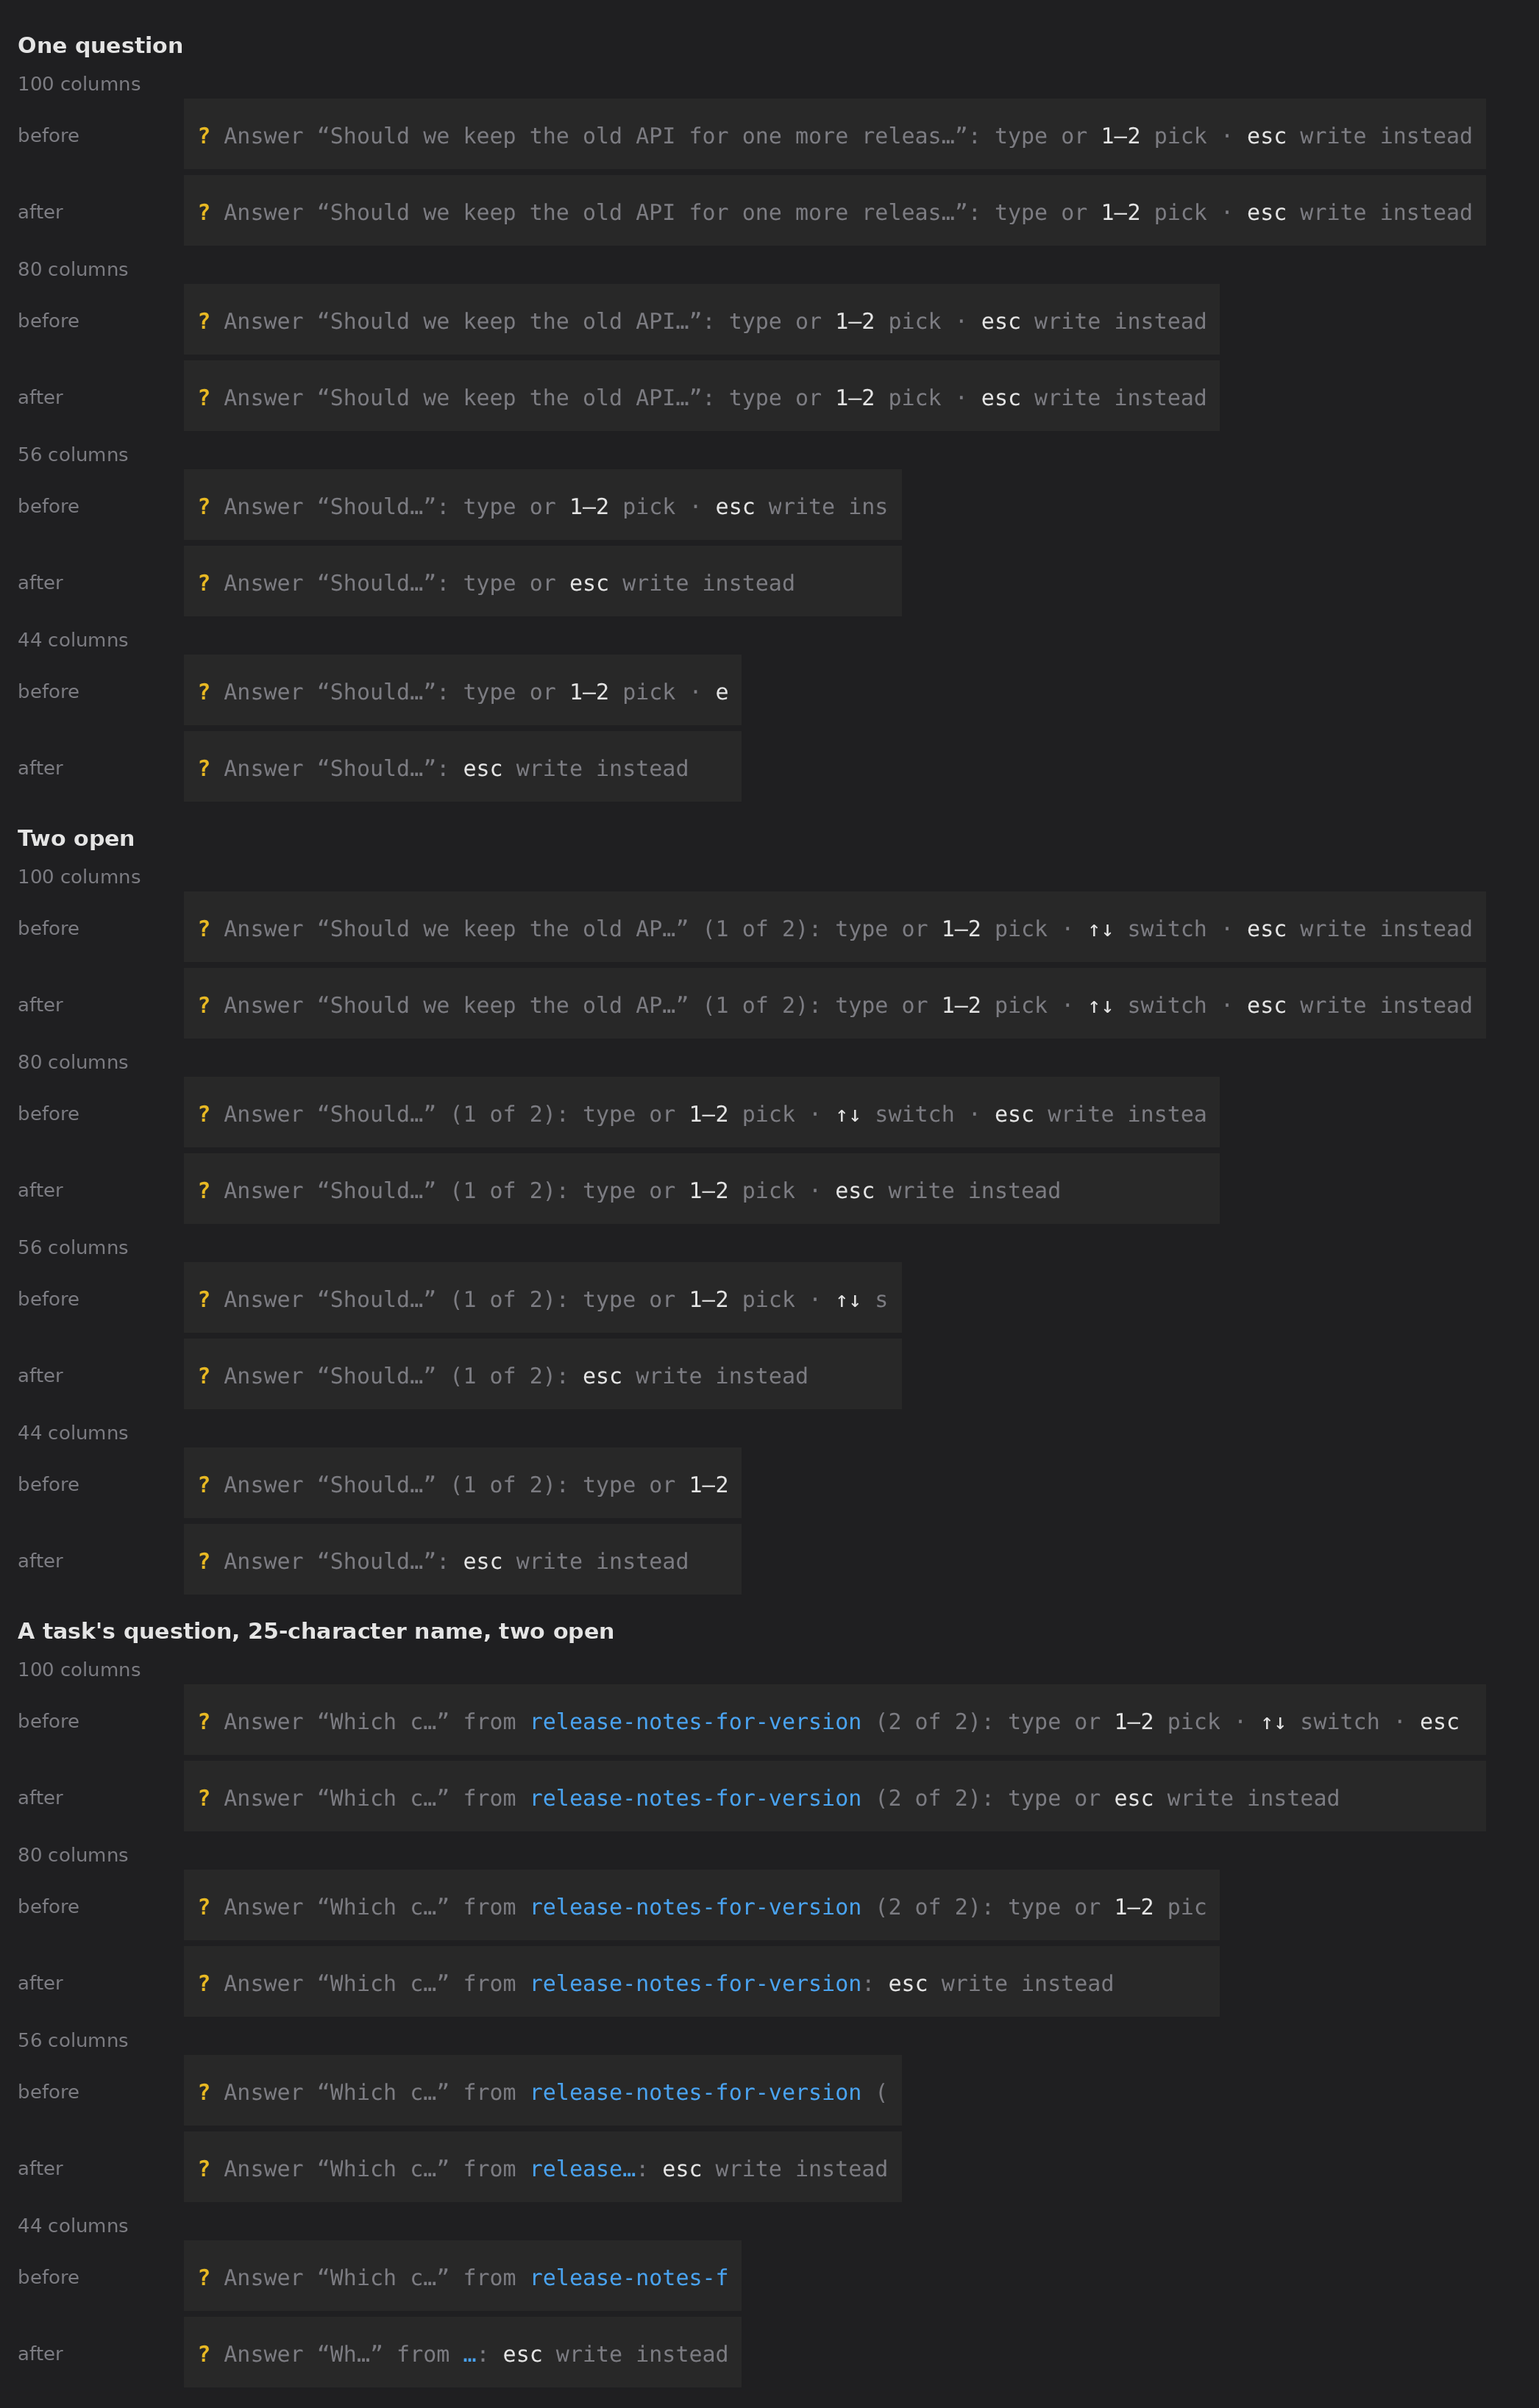 One question
100 columns
before ? Answer “Should we keep the old API for one more releas…”: type or 1–2 pick · esc write instead
after ? Answer “Should we keep the old API for one more releas…”: type or 1–2 pick · esc write instead
80 columns
before ? Answer “Should we keep the old API…”: type or 1–2 pick · esc write instead
after ? Answer “Should we keep the old API…”: type or 1–2 pick · esc write instead
56 columns
before ? Answer “Should…”: type or 1–2 pick · esc write ins
after ? Answer “Should…”: type or esc write instead
44 columns
before ? Answer “Should…”: type or 1–2 pick · e
after ? Answer “Should…”: esc write instead
Two open
100 columns
before ? Answer “Should we keep the old AP…” (1 of 2): type or 1–2 pick · ↑↓ switch · esc write instead
after ? Answer “Should we keep the old AP…” (1 of 2): type or 1–2 pick · ↑↓ switch · esc write instead
80 columns
before ? Answer “Should…” (1 of 2): type or 1–2 pick · ↑↓ switch · esc write instea
after ? Answer “Should…” (1 of 2): type or 1–2 pick · esc write instead
56 columns
before ? Answer “Should…” (1 of 2): type or 1–2 pick · ↑↓ s
after ? Answer “Should…” (1 of 2): esc write instead
44 columns
before ? Answer “Should…” (1 of 2): type or 1–2
after ? Answer “Should…”: esc write instead
A task's question, 25-character name, two open
100 columns
before ? Answer “Which c…” from release-notes-for-version (2 of 2): type or 1–2 pick · ↑↓ switch · esc
after ? Answer “Which c…” from release-notes-for-version (2 of 2): type or esc write instead
80 columns
before ? Answer “Which c…” from release-notes-for-version (2 of 2): type or 1–2 pic
after ? Answer “Which c…” from release-notes-for-version: esc write instead
56 columns
before ? Answer “Which c…” from release-notes-for-version (
after ? Answer “Which c…” from release…: esc write instead
44 columns
before ? Answer “Which c…” from release-notes-f
after ? Answer “Wh…” from …: esc write instead